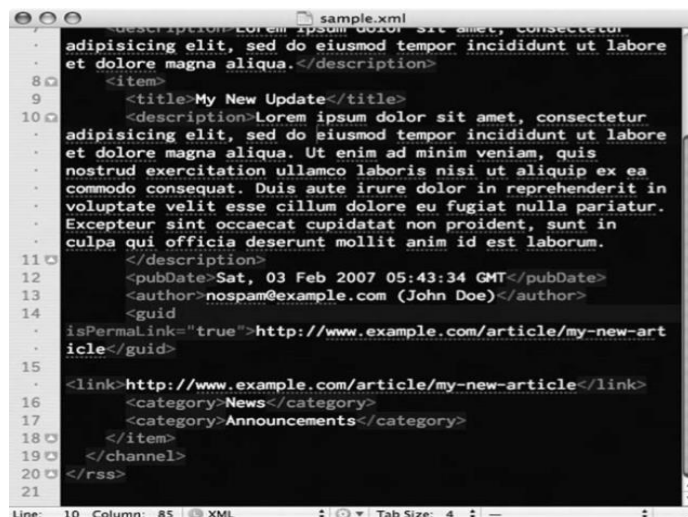 sample.xml
7 <description>Lorem ipsum dolor sit amet, consectetur
adipisicing elit, sed do eiusmod tempor incididunt ut labore
et dolore magna aliqua.</description>
8 <item>
9 <title>My New Update</title>
10 <description>Lorem ipsum dolor sit amet, consectetur
adipisicing elit, sed do eiusmod tempor incididunt ut labore
et dolore magna aliqua. Ut enim ad minim veniam, quis
nostrud exercitation ullamco laboris nisi ut aliquip ex ea
commodo consequat. Duis aute irure dolor in reprehenderit in
voluptate velit esse cillum dolore eu fugiat nulla pariatur.
Excepteur sint occaecat cupidatat non proident, sunt in
culpa qui officia deserunt mollit anim id est laborum.
11 </description>
12 <pubDate>Sat, 03 Feb 2007 05:43:34 GMT</pubDate>
13 <author>nospam@example.com (John Doe)</author>
14 <guid
isPermaLink="true">http://www.example.com/article/my-new-art
icle</guid>
15
<link>http://www.example.com/article/my-new-article</link>
16 <category>News</category>
17 <category>Announcements</category>
18 </item>
19 </channel>
20 </rss>
21
Line: 10 Column: 85 XML Tab Size: 4 —